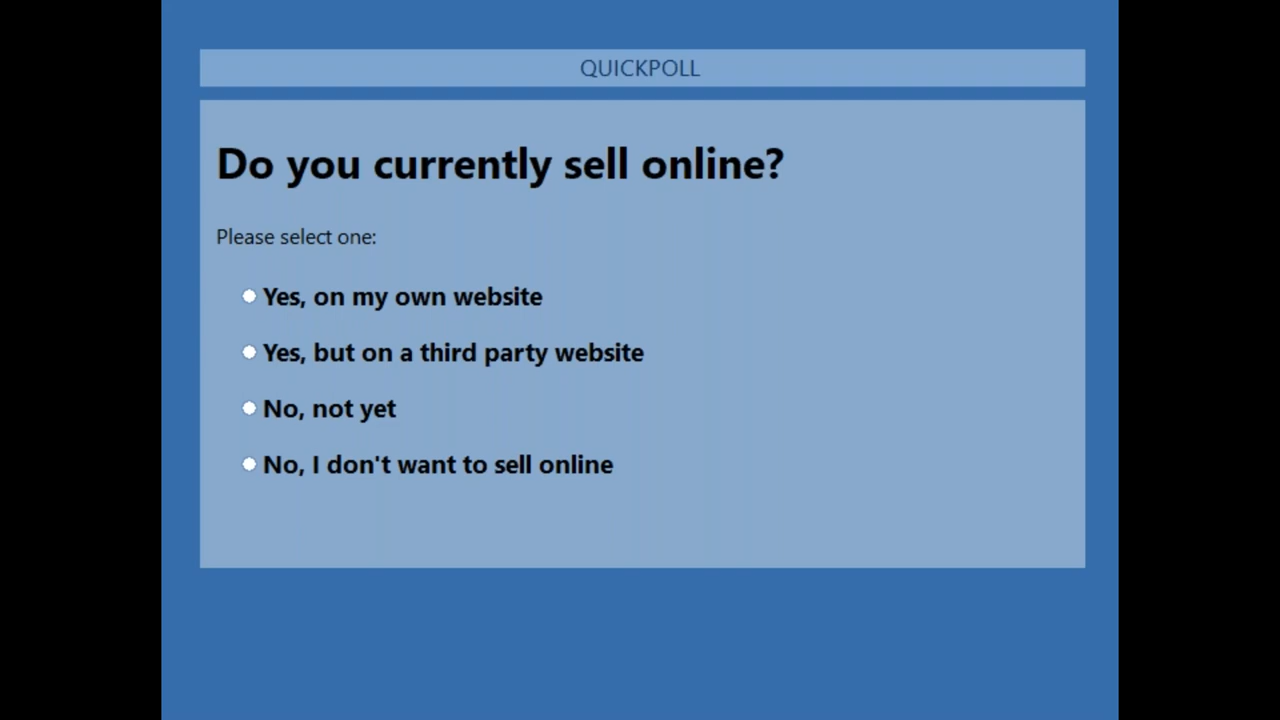 QUICKPOLL
Do you currently sell online?
Please select one:
Yes, on my own website
Yes, but on a third party website
No, not yet
No, I don't want to sell online